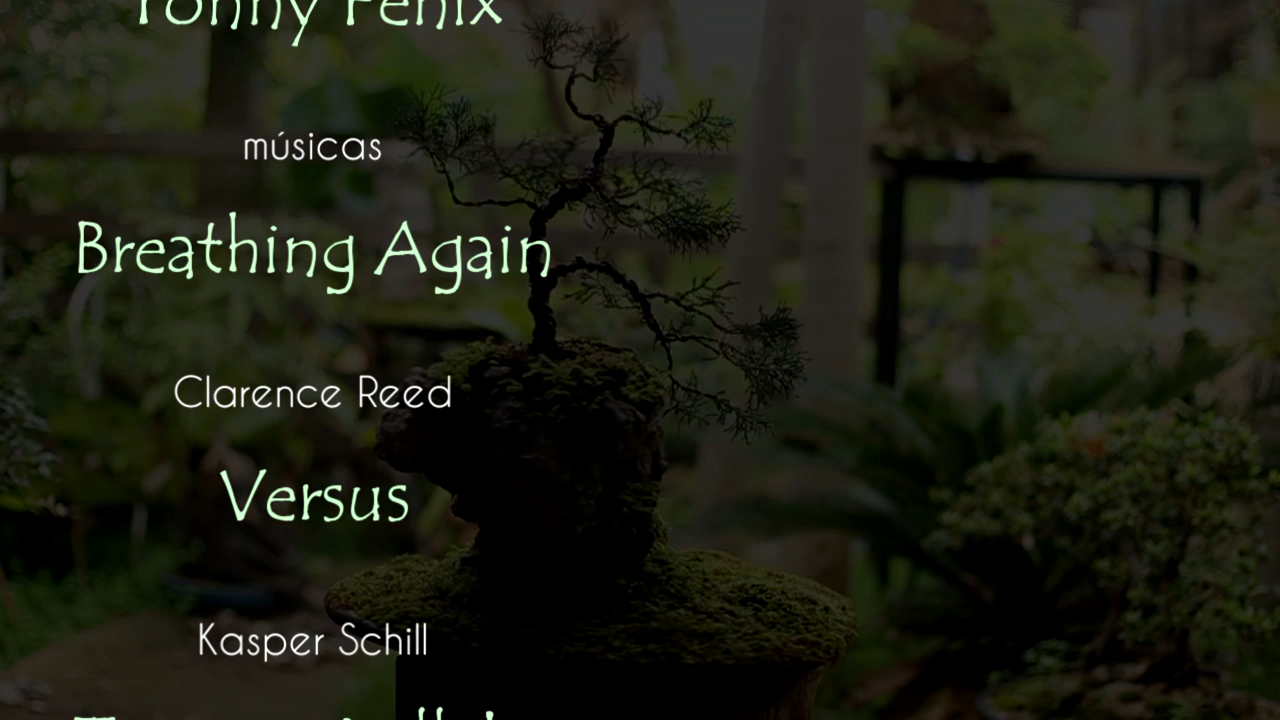 Tonny Fenix
músicas
Breathing Again
Clarence Reed
Versus
Kasper Schill